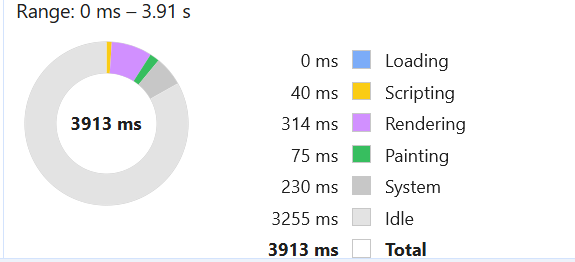 Range: 0 ms – 3.91 s
3913 ms
0 ms Loading
40 ms Scripting
314 ms Rendering
75 ms Painting
230 ms System
3255 ms Idle
3913 ms Total